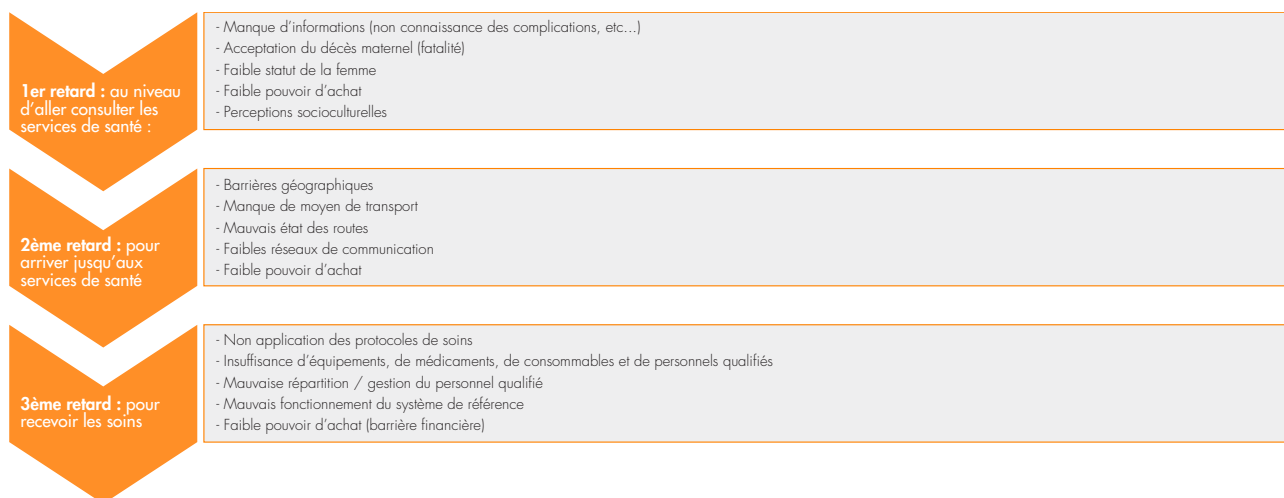 1er retard : au niveau
d'aller consulter les
services de santé :
- Manque d'informations (non connaissance des complications, etc...)
- Acceptation du décès maternel (fatalité)
- Faible statut de la femme
- Faible pouvoir d'achat
- Perceptions socioculturelles
2ème retard : pour
arriver jusqu'aux
services de santé
- Barrières géographiques
- Manque de moyen de transport
- Mauvais état des routes
- Faibles réseaux de communication
- Faible pouvoir d'achat
3ème retard : pour
recevoir les soins
- Non application des protocoles de soins
- Insuffisance d'équipements, de médicaments, de consommables et de personnels qualifiés
- Mauvaise répartition / gestion du personnel qualifié
- Mauvais fonctionnement du système de référence
- Faible pouvoir d'achat (barrière financière)